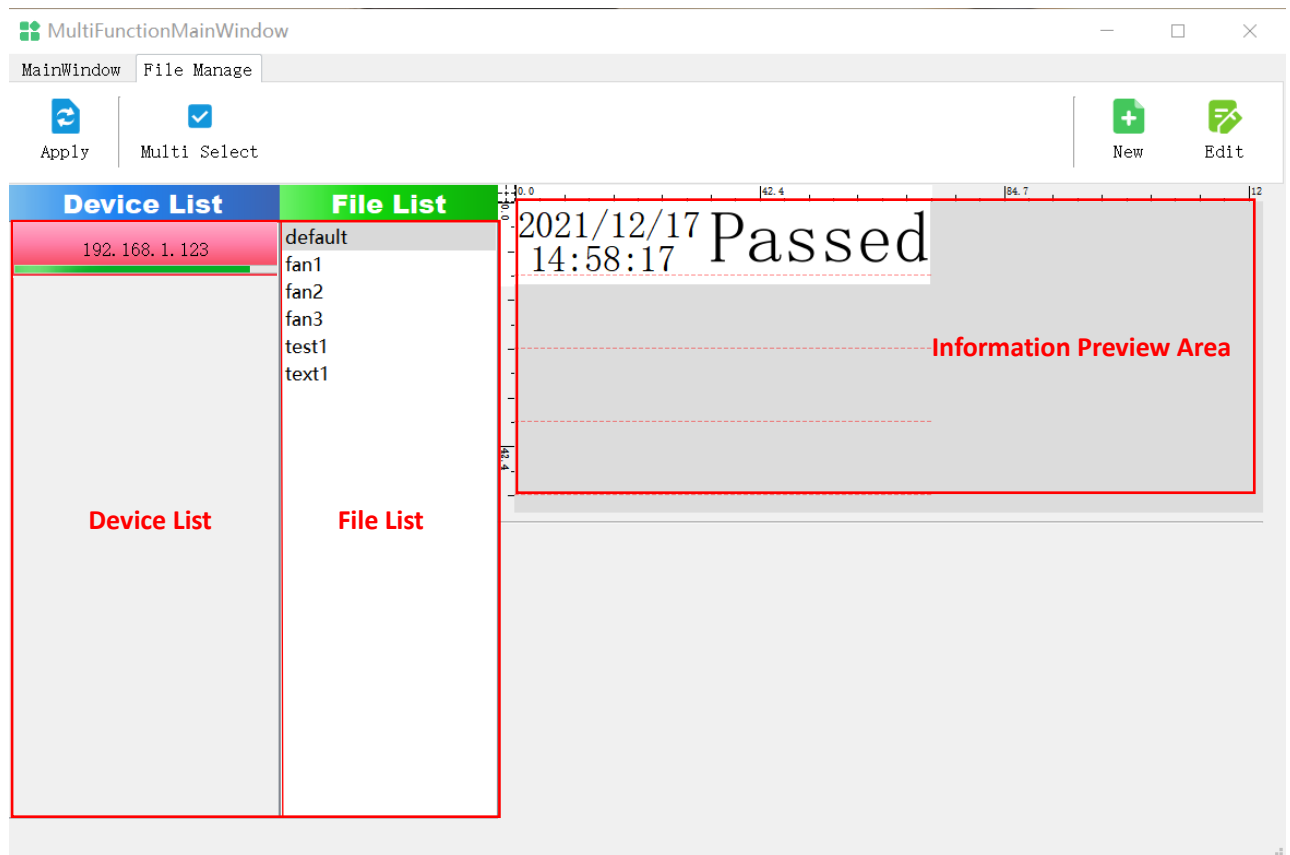 MultiFunctionMainWindow
MainWindow File Manage
Apply Multi Select New Edit
Device List File List
0.0 42.4 84.7 12
0.0
192.168.1.123
default
fan1
fan2
fan3
test1
text1
2021/12/17 Passed
14:58:17
Information Preview Area
42.4
Device List File List